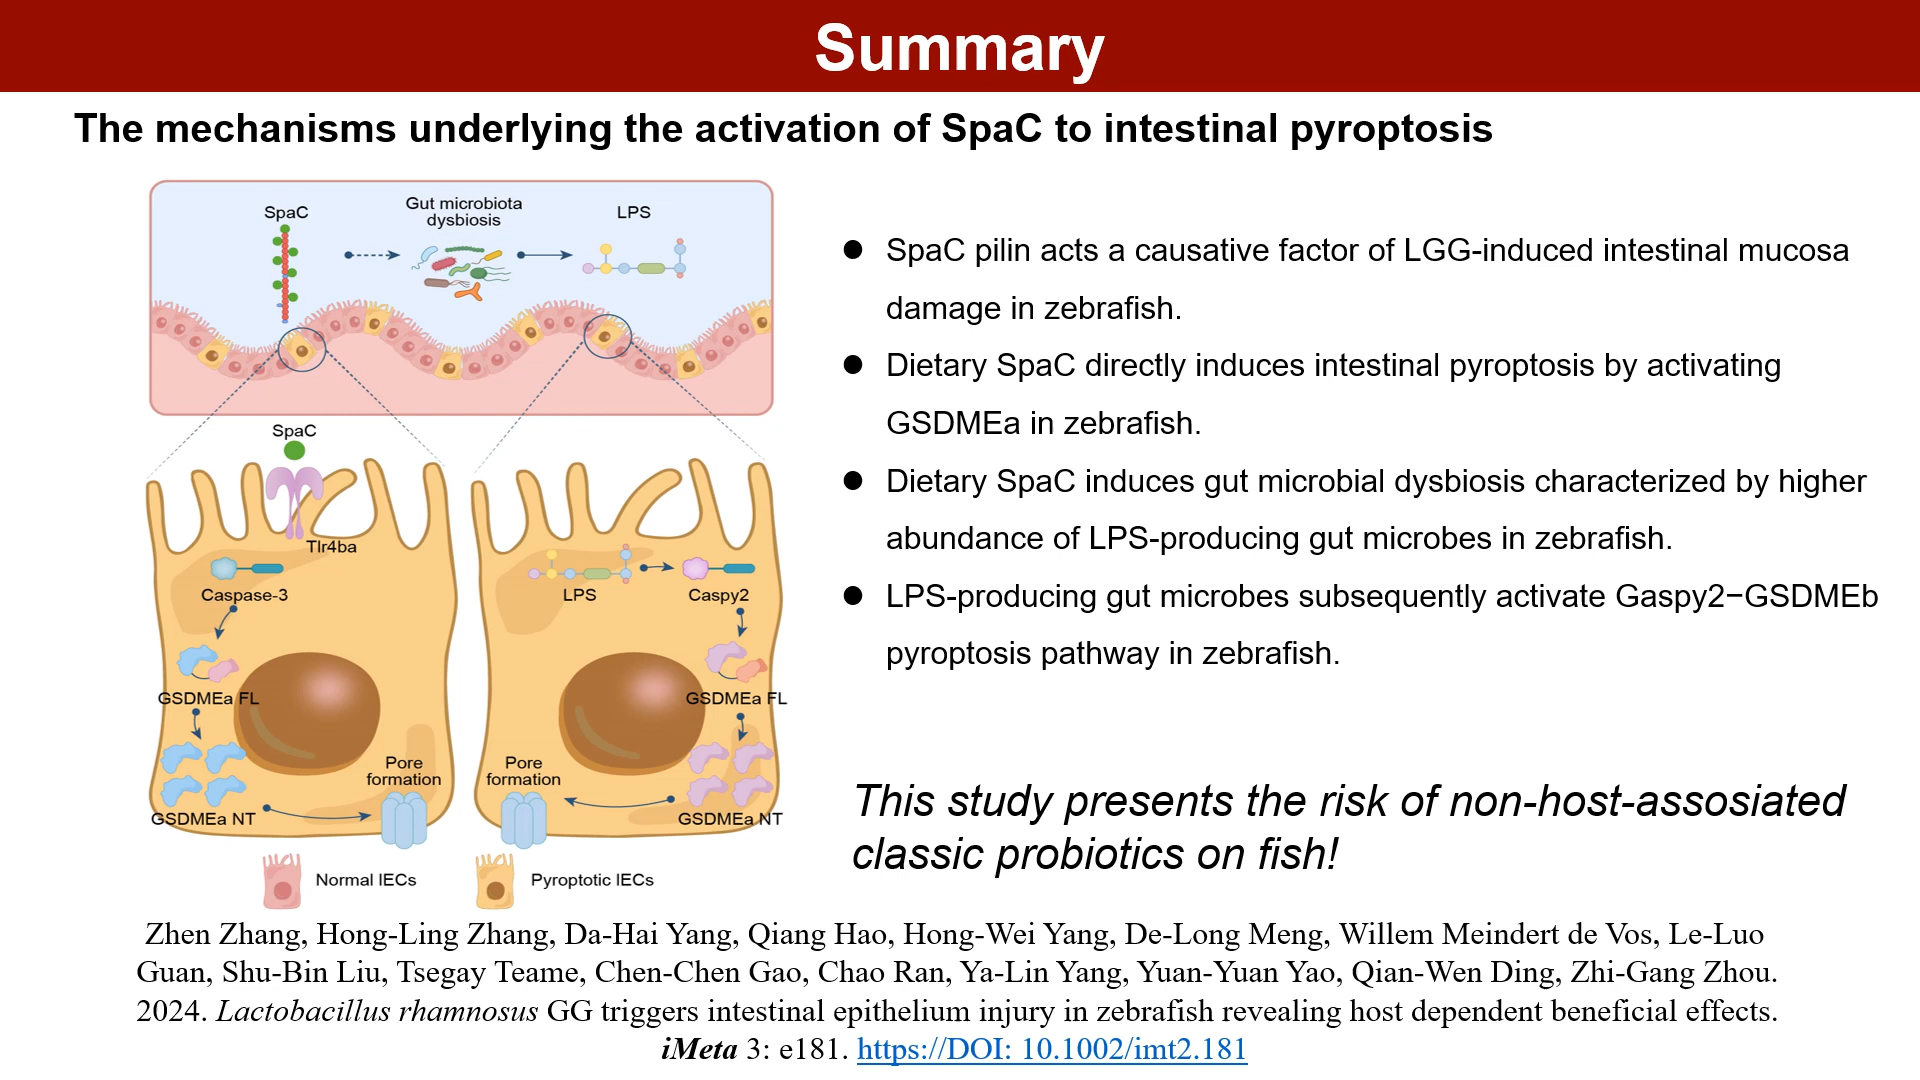 Summary
The mechanisms underlying the activation of SpaC to intestinal pyroptosis
SpaC
Gut microbiota
dysbiosis
LPS
SpaC
Tlr4ba
Caspase-3
GSDMEa FL
GSDMEa NT
Pore
formation
LPS
Caspy2
GSDMEa FL
GSDMEa NT
Pore
formation
Normal IECs
Pyroptotic IECs
● SpaC pilin acts a causative factor of LGG-induced intestinal mucosa
damage in zebrafish.
● Dietary SpaC directly induces intestinal pyroptosis by activating
GSDMEa in zebrafish.
● Dietary SpaC induces gut microbial dysbiosis characterized by higher
abundance of LPS-producing gut microbes in zebrafish.
● LPS-producing gut microbes subsequently activate Gaspy2−GSDMEb
pyroptosis pathway in zebrafish.
This study presents the risk of non-host-assosiated
classic probiotics on fish!
Zhen Zhang, Hong-Ling Zhang, Da-Hai Yang, Qiang Hao, Hong-Wei Yang, De-Long Meng, Willem Meindert de Vos, Le-Luo
Guan, Shu-Bin Liu, Tsegay Teame, Chen-Chen Gao, Chao Ran, Ya-Lin Yang, Yuan-Yuan Yao, Qian-Wen Ding, Zhi-Gang Zhou.
2024. Lactobacillus rhamnosus GG triggers intestinal epithelium injury in zebrafish revealing host dependent beneficial effects.
iMeta 3: e181. https://DOI: 10.1002/imt2.181